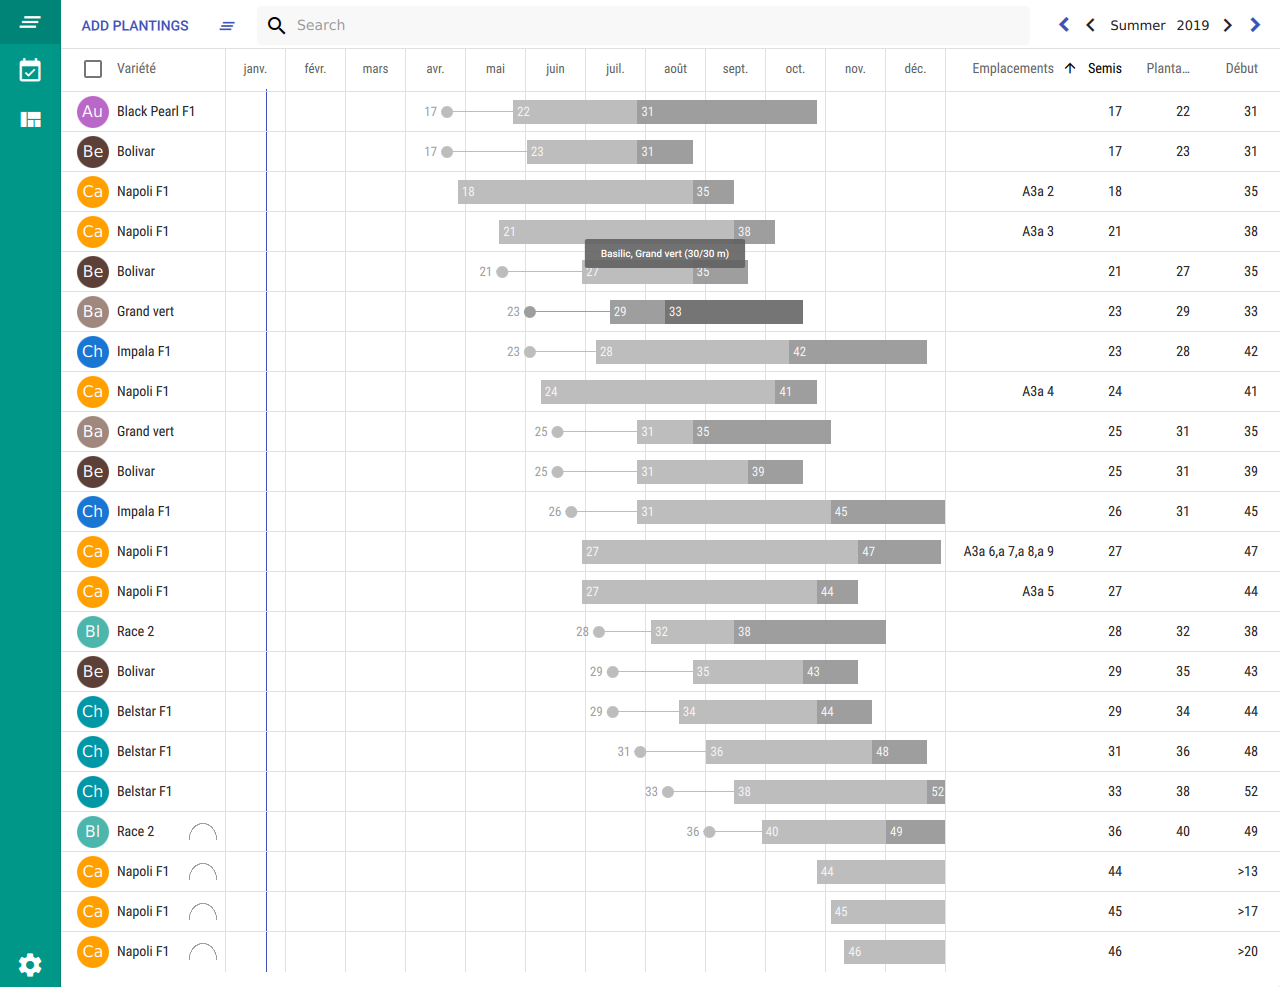 ADD PLANTINGS Search Summer 2019
Variété janv. févr. mars avr. mai juin juil. août sept. oct. nov. déc. Emplacements Semis Planta... Début
Au Black Pearl F1 17 22 31 17 22 31
Be Bolivar 17 23 31 17 23 31
Ca Napoli F1 18 35 A3a 2 18 35
Ca Napoli F1 21 38 A3a 3 21 38
Basilic, Grand vert (30/30 m)
Be Bolivar 21 27 35 21 27 35
Ba Grand vert 23 29 33 23 29 33
Ch Impala F1 23 28 42 23 28 42
Ca Napoli F1 24 41 A3a 4 24 41
Ba Grand vert 25 31 35 25 31 35
Be Bolivar 25 31 39 25 31 39
Ch Impala F1 26 31 45 26 31 45
Ca Napoli F1 27 47 A3a 6,a 7,a 8,a 9 27 47
Ca Napoli F1 27 44 A3a 5 27 44
Bl Race 2 28 32 38 28 32 38
Be Bolivar 29 35 43 29 35 43
Ch Belstar F1 29 34 44 29 34 44
Ch Belstar F1 31 36 48 31 36 48
Ch Belstar F1 33 38 52 33 38 52
Bl Race 2 36 40 49 36 40 49
Ca Napoli F1 44 44 >13
Ca Napoli F1 45 45 >17
Ca Napoli F1 46 46 >20